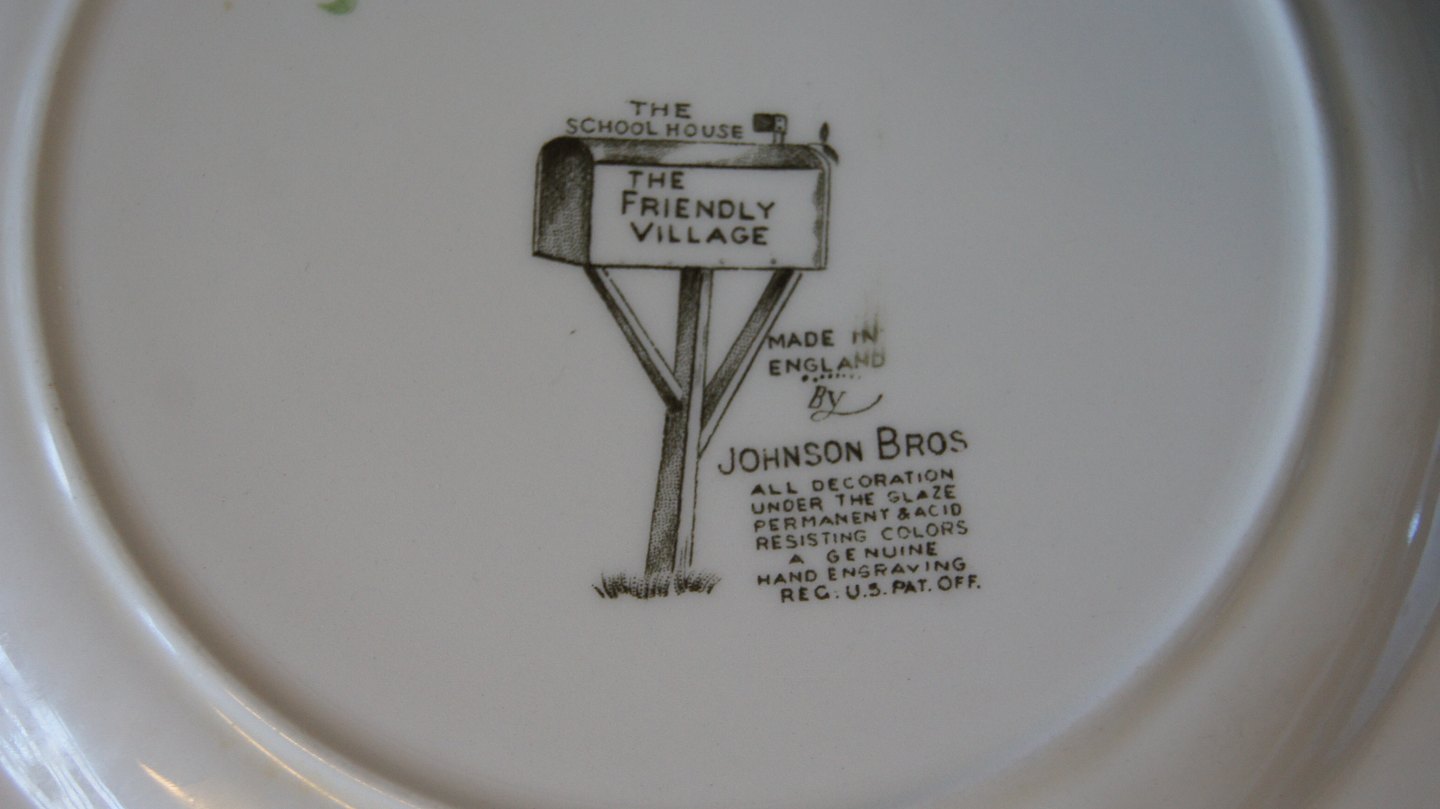 THE
SCHOOL HOUSE
THE
FRIENDLY
VILLAGE
MADE IN
ENGLAND
By
JOHNSON BROS
ALL DECORATION
UNDER THE GLAZE
PERMANENT & ACID
RESISTING COLORS
A GENUINE
HAND ENGRAVING
REG: U.S. PAT. OFF.